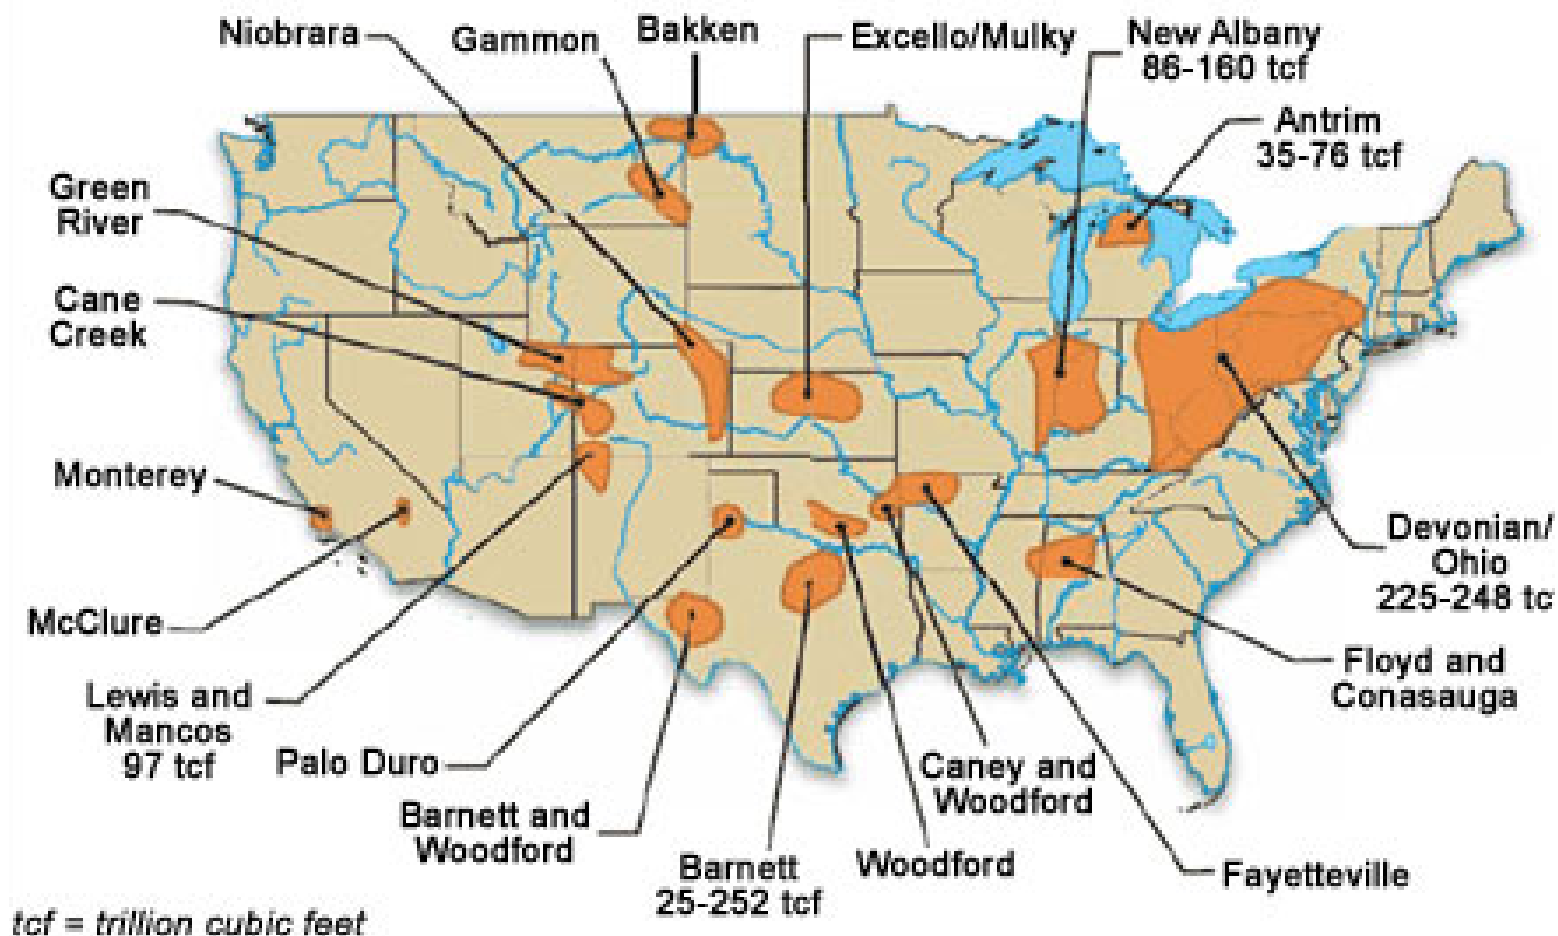 Niobrara
Gammon
Bakken
Excello/Mulky
New Albany
86-160 tcf
Antrim
35-76 tcf
Green
River
Cane
Creek
Monterey
McClure
Lewis and
Mancos
97 tcf
Palo Duro
Barnett and
Woodford
Barnett
25-252 tcf
Woodford
Caney and
Woodford
Fayetteville
Floyd and
Conasauga
Devonian/
Ohio
225-248 tc
tcf = trillion cubic feet